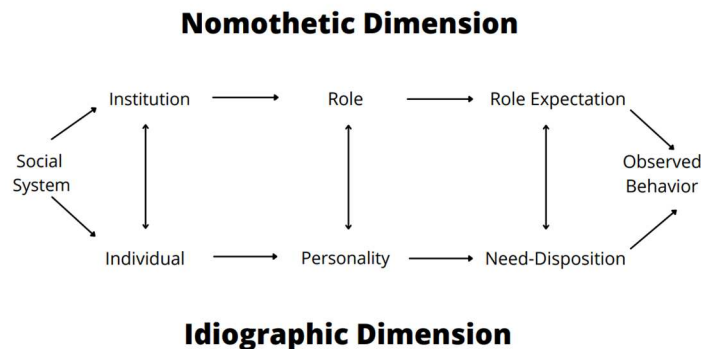 Nomothetic Dimension
Institution
Role
Role Expectation
Social
System
Observed
Behavior
Individual
Personality
Need-Disposition
Idiographic Dimension